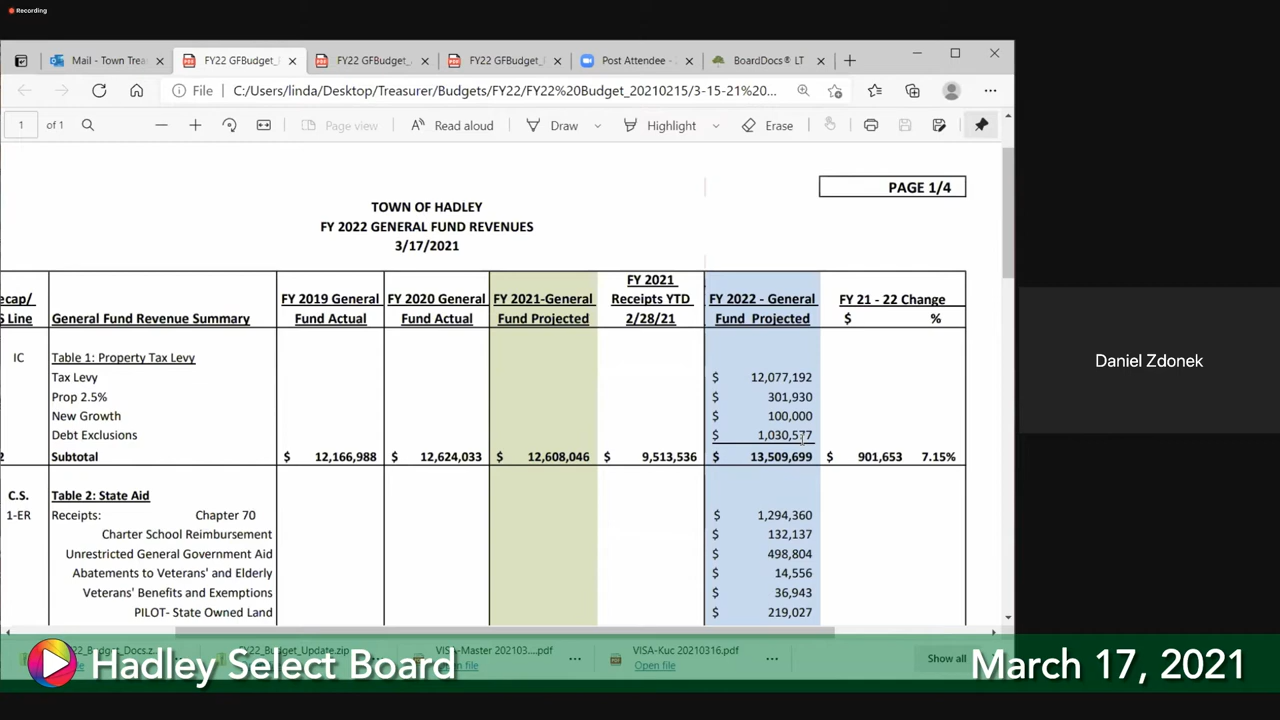 Recording
Mail - Town Trea
FY22 GFBudget_
FY22 GFBudget_
FY22 GFBudget_
Post Attendee -
BoardDocs® LT
File
C:/Users/linda/Desktop/Treasurer/Budgets/FY22/FY22%20Budget_20210215/3-15-21%20...
1 of 1
Page view
Read aloud
Draw
Highlight
Erase
PAGE 1/4
TOWN OF HADLEY
FY 2022 GENERAL FUND REVENUES
3/17/2021
ecap/ Line
General Fund Revenue Summary
FY 2019 General Fund Actual
FY 2020 General Fund Actual
FY 2021-General Fund Projected
FY 2021 Receipts YTD 2/28/21
FY 2022 - General Fund Projected
FY 21 - 22 Change
$ %
IC Table 1: Property Tax Levy
Tax Levy $ 12,077,192
Prop 2.5% $ 301,930
New Growth $ 100,000
Debt Exclusions $ 1,030,577
2 Subtotal $ 12,166,988 $ 12,624,033 $ 12,608,046 $ 9,513,536 $ 13,509,699 $ 901,653 7.15%
C.S. Table 2: State Aid
1-ER Receipts: Chapter 70 $ 1,294,360
Charter School Reimbursement $ 132,137
Unrestricted General Government Aid $ 498,804
Abatements to Veterans' and Elderly $ 14,556
Veterans' Benefits and Exemptions $ 36,943
PILOT- State Owned Land $ 219,027
Daniel Zdonek
FY22_Budget_Update.zip
VISA-Master 202103....pdf
Open file
VISA-Kuc 20210316.pdf
Open file
Show all
Hadley Select Board
March 17, 2021